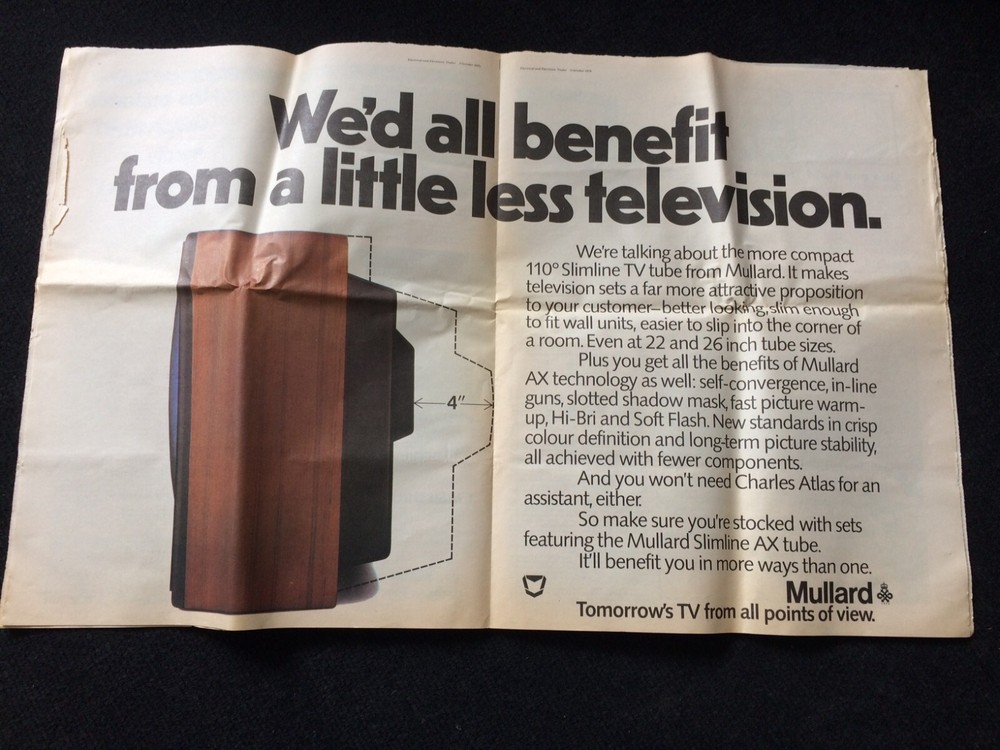 We'd all benefit
from a little less television.
We're talking about the more compact
110° Slimline TV tube from Mullard. It makes
television sets a far more attractive proposition
to your customer–better looking, slim enough
to fit wall units, easier to slip into the corner of
a room. Even at 22 and 26 inch tube sizes.
Plus you get all the benefits of Mullard
AX technology as well: self-convergence, in-line
guns, slotted shadow mask, fast picture warm-
up, Hi-Bri and Soft Flash. New standards in crisp
colour definition and long-term picture stability,
all achieved with fewer components.
And you won't need Charles Atlas for an
assistant, either.
So make sure you're stocked with sets
featuring the Mullard Slimline AX tube.
It'll benefit you in more ways than one.
4"
Mullard
Tomorrow's TV from all points of view.